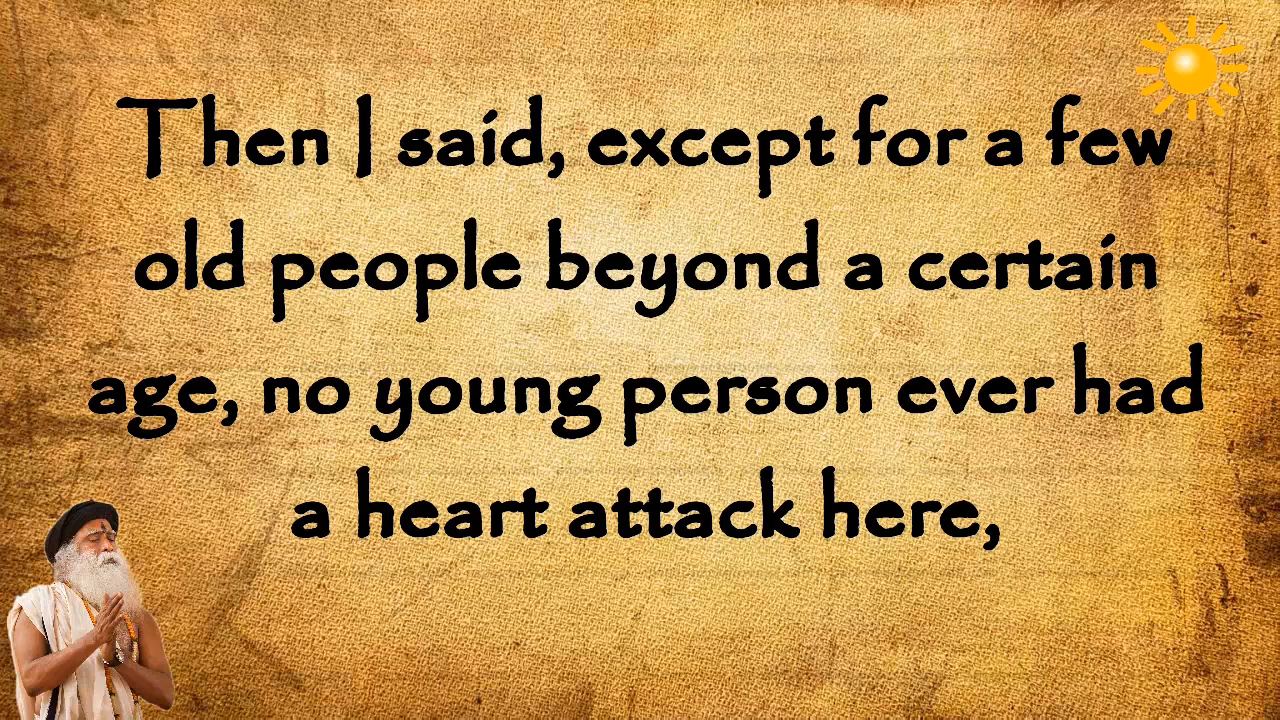 Then I said, except for a few
old people beyond a certain
age, no young person ever had
a heart attack here,